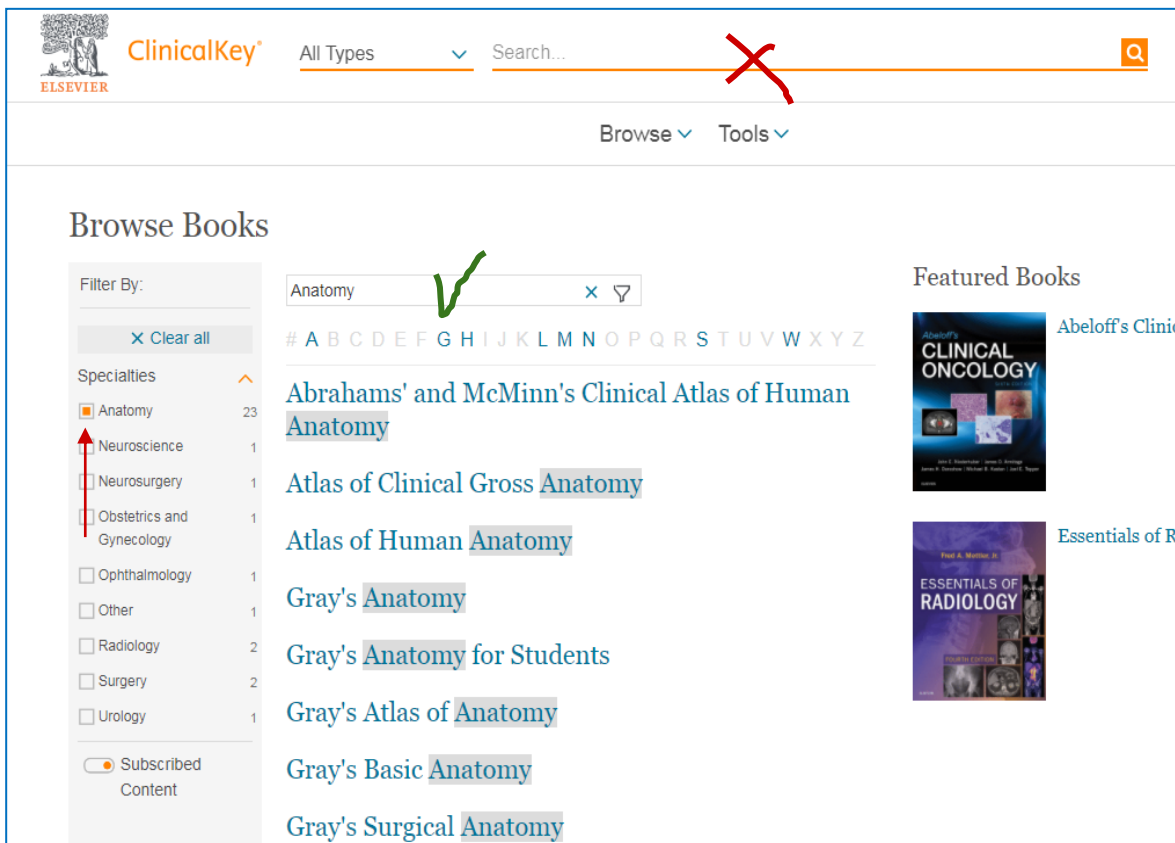 ELSEVIER
ClinicalKey®
All Types
Search...
Browse
Tools
Browse Books
Filter By:
Clear all
Specialties
Anatomy 23
Neuroscience 1
Neurosurgery 1
Obstetrics and 1
Gynecology
Ophthalmology 1
Other 1
Radiology 2
Surgery 2
Urology 1
Subscribed
Content
Anatomy
# A B C D E F G H I J K L M N O P Q R S T U V W X Y Z
Abrahams' and McMinn's Clinical Atlas of Human
Anatomy
Atlas of Clinical Gross Anatomy
Atlas of Human Anatomy
Gray's Anatomy
Gray's Anatomy for Students
Gray's Atlas of Anatomy
Gray's Basic Anatomy
Gray's Surgical Anatomy
Featured Books
Abeloff's
CLINICAL
ONCOLOGY
Abeloff's Clinic
Fred A. Mettler, Jr.
ESSENTIALS OF
RADIOLOGY
FOURTH EDITION
Essentials of R